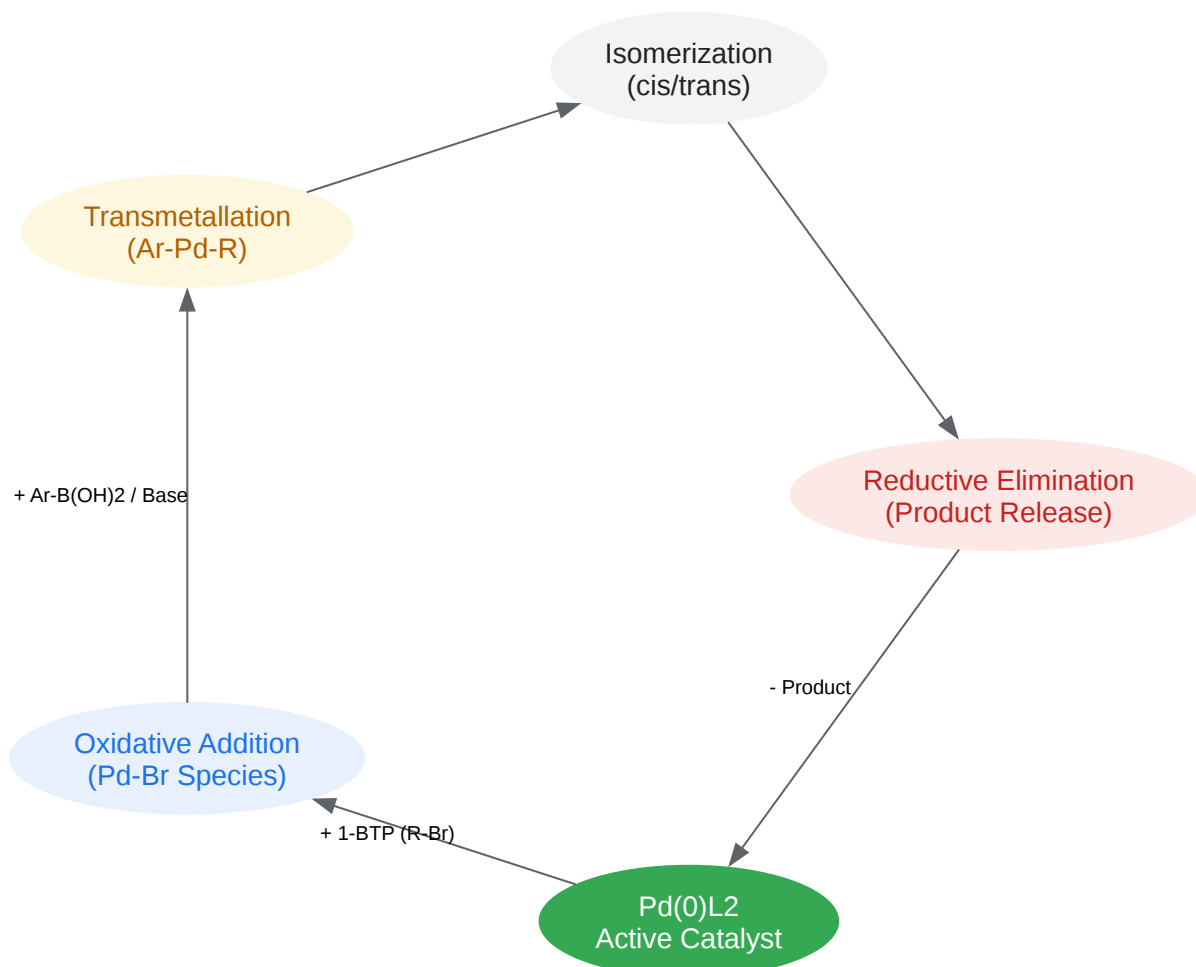 Isomerization
(cis/trans)
Transmetallation
(Ar-Pd-R)
Reductive Elimination
(Product Release)
+ Ar-B(OH)2 / Base
- Product
Oxidative Addition
(Pd-Br Species)
+ 1-BTP (R-Br)
Pd(0)L2
Active Catalyst